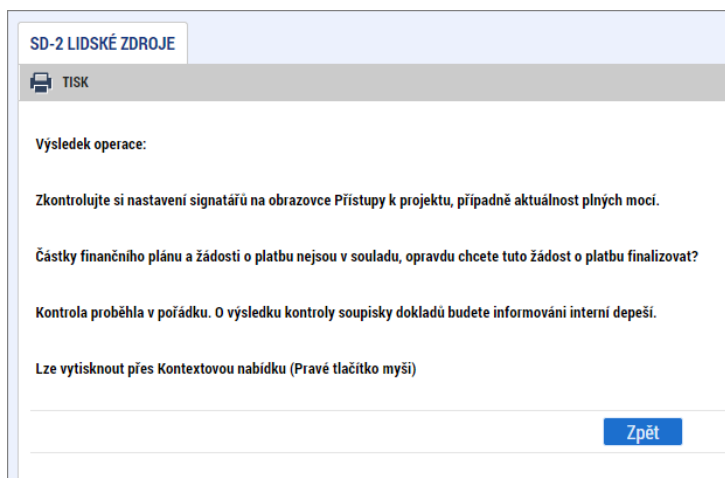 SD-2 LIDSKÉ ZDROJE
TISK
Výsledek operace:
Zkontrolujte si nastavení signatářů na obrazovce Přístupy k projektu, případně aktuálnost plných mocí.
Částky finančního plánu a žádosti o platbu nejsou v souladu, opravdu chcete tuto žádost o platbu finalizovat?
Kontrola proběhla v pořádku. O výsledku kontroly soupisky dokladů budete informováni interní depeší.
Lze vytisknout přes Kontextovou nabídku (Pravé tlačítko myši)
Zpět